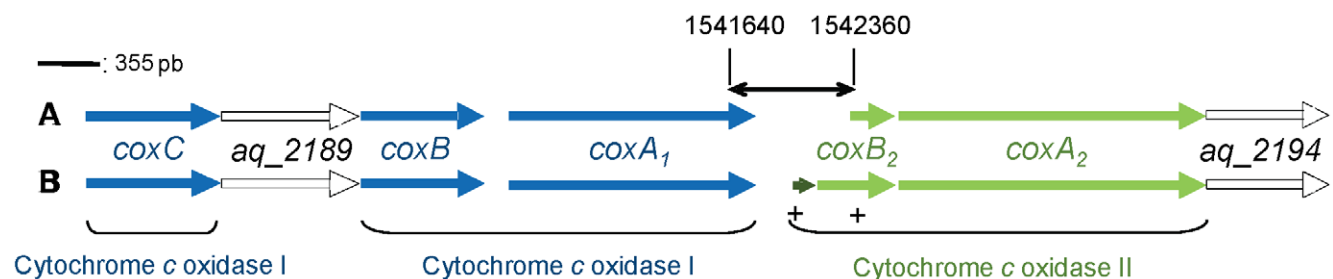 1541640 1542360
: 355 pb
A
coxC aq_2189 coxB coxA₁ coxB₂ coxA₂ aq_2194
B
+ +
Cytochrome c oxidase I Cytochrome c oxidase I Cytochrome c oxidase II